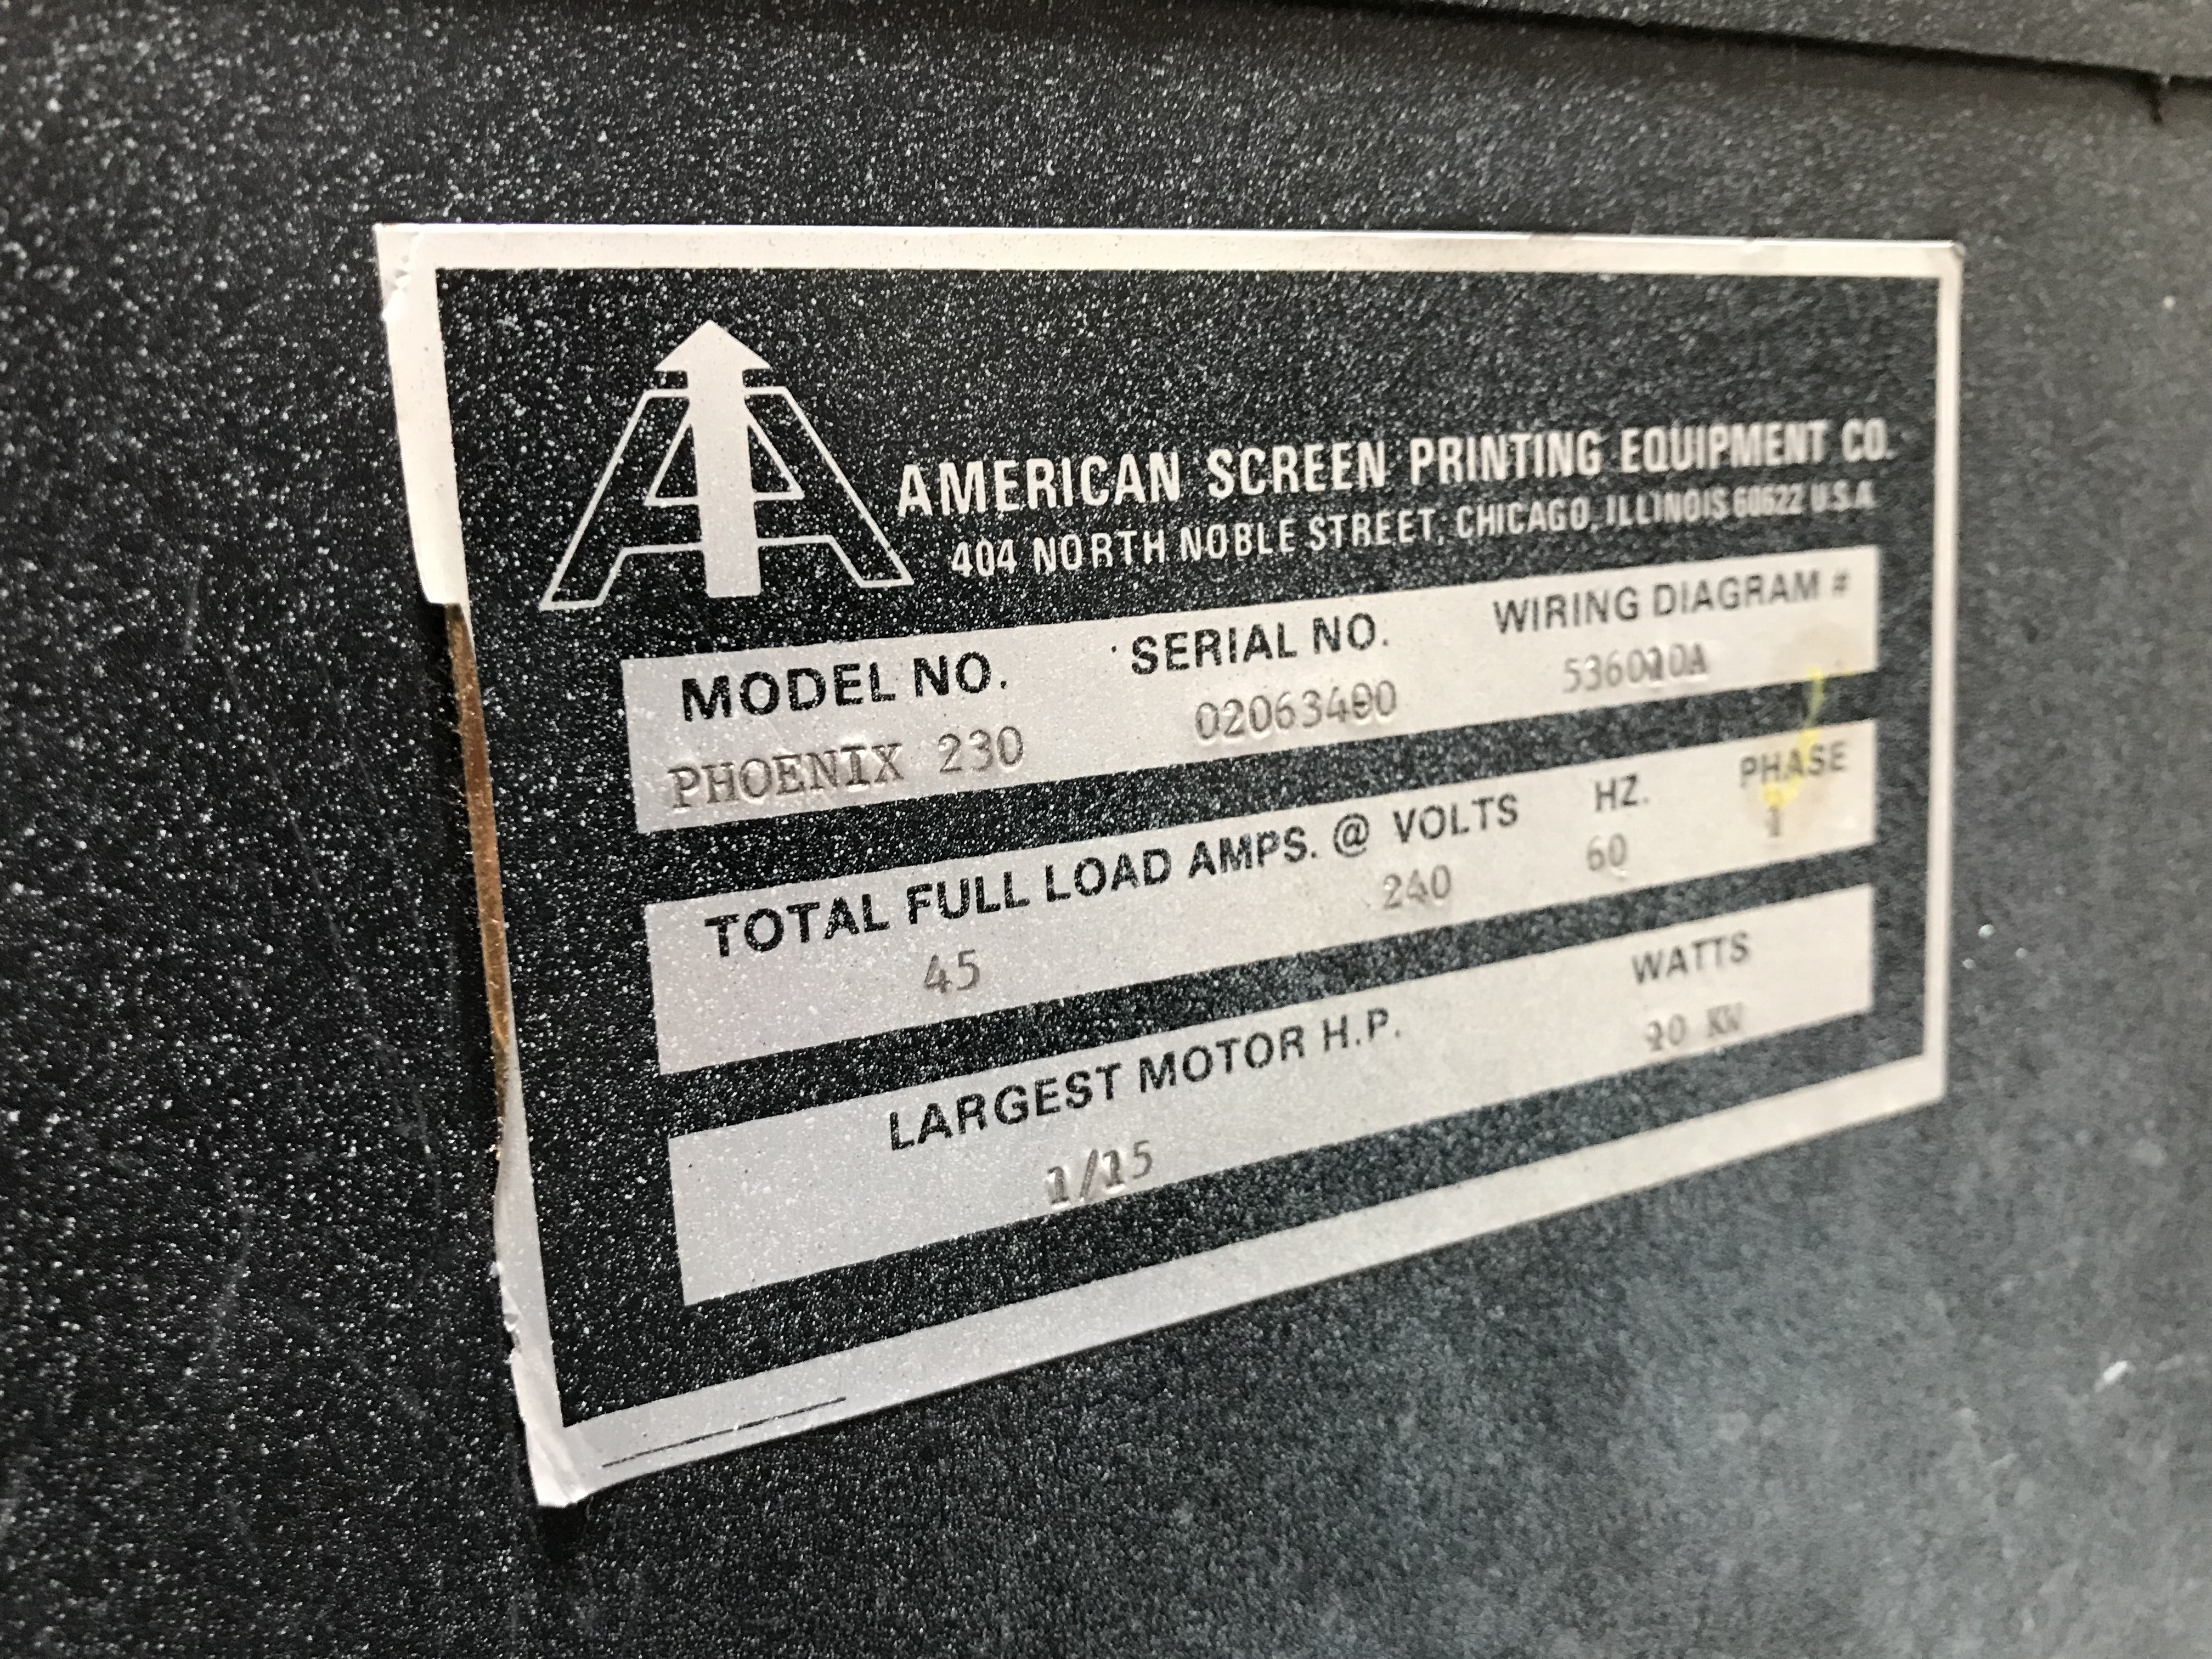 AMERICAN SCREEN PRINTING EQUIPMENT CO.
404 NORTH NOBLE STREET, CHICAGO, ILLINOIS 60622 U.S.A.
MODEL NO. SERIAL NO. WIRING DIAGRAM #
PHOENIX 230
TOTAL FULL LOAD AMPS. @ VOLTS HZ. PHASE
45 240 60 1
LARGEST MOTOR H.P. WATTS
1/15 KW